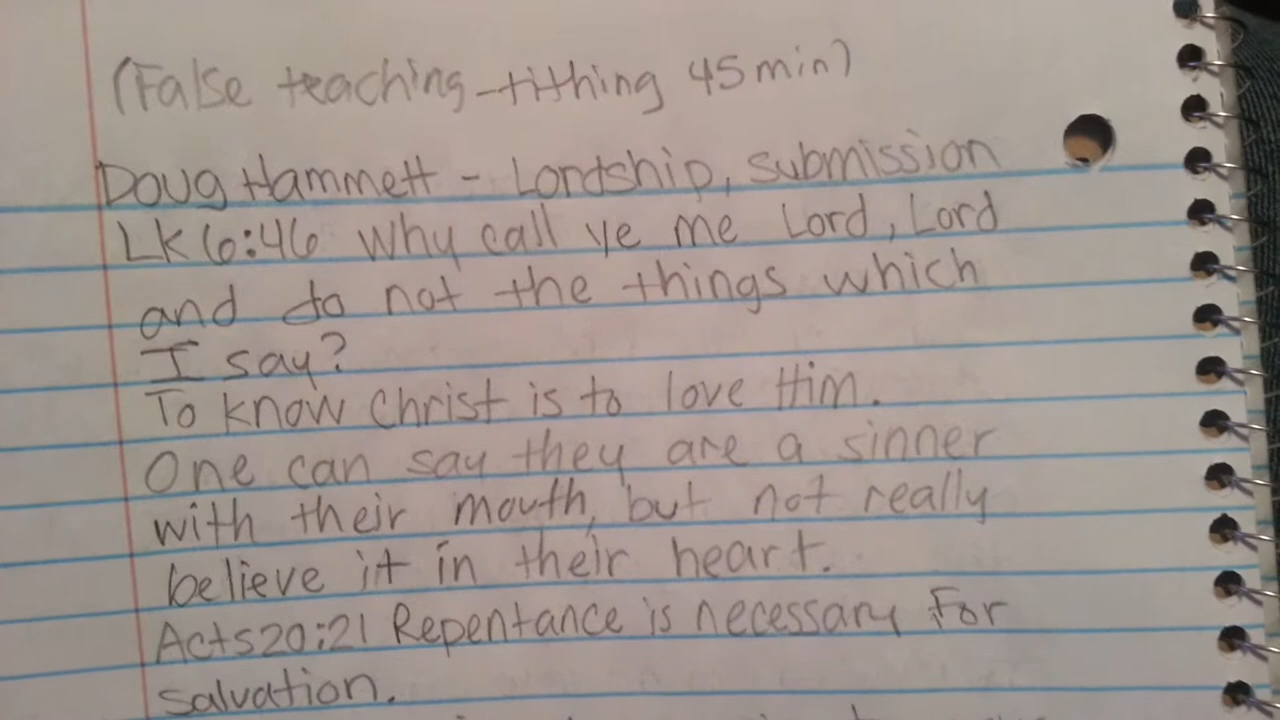 (False teaching - tithing 45 min)
Doug Hammett - Lordship, submission
LK 6:46 Why call ye me Lord, Lord
and do not the things which
I say?
To know Christ is to love Him.
One can say they are a sinner
with their mouth, but not really
believe it in their heart.
Acts 20:21 Repentance is necessary for
salvation.